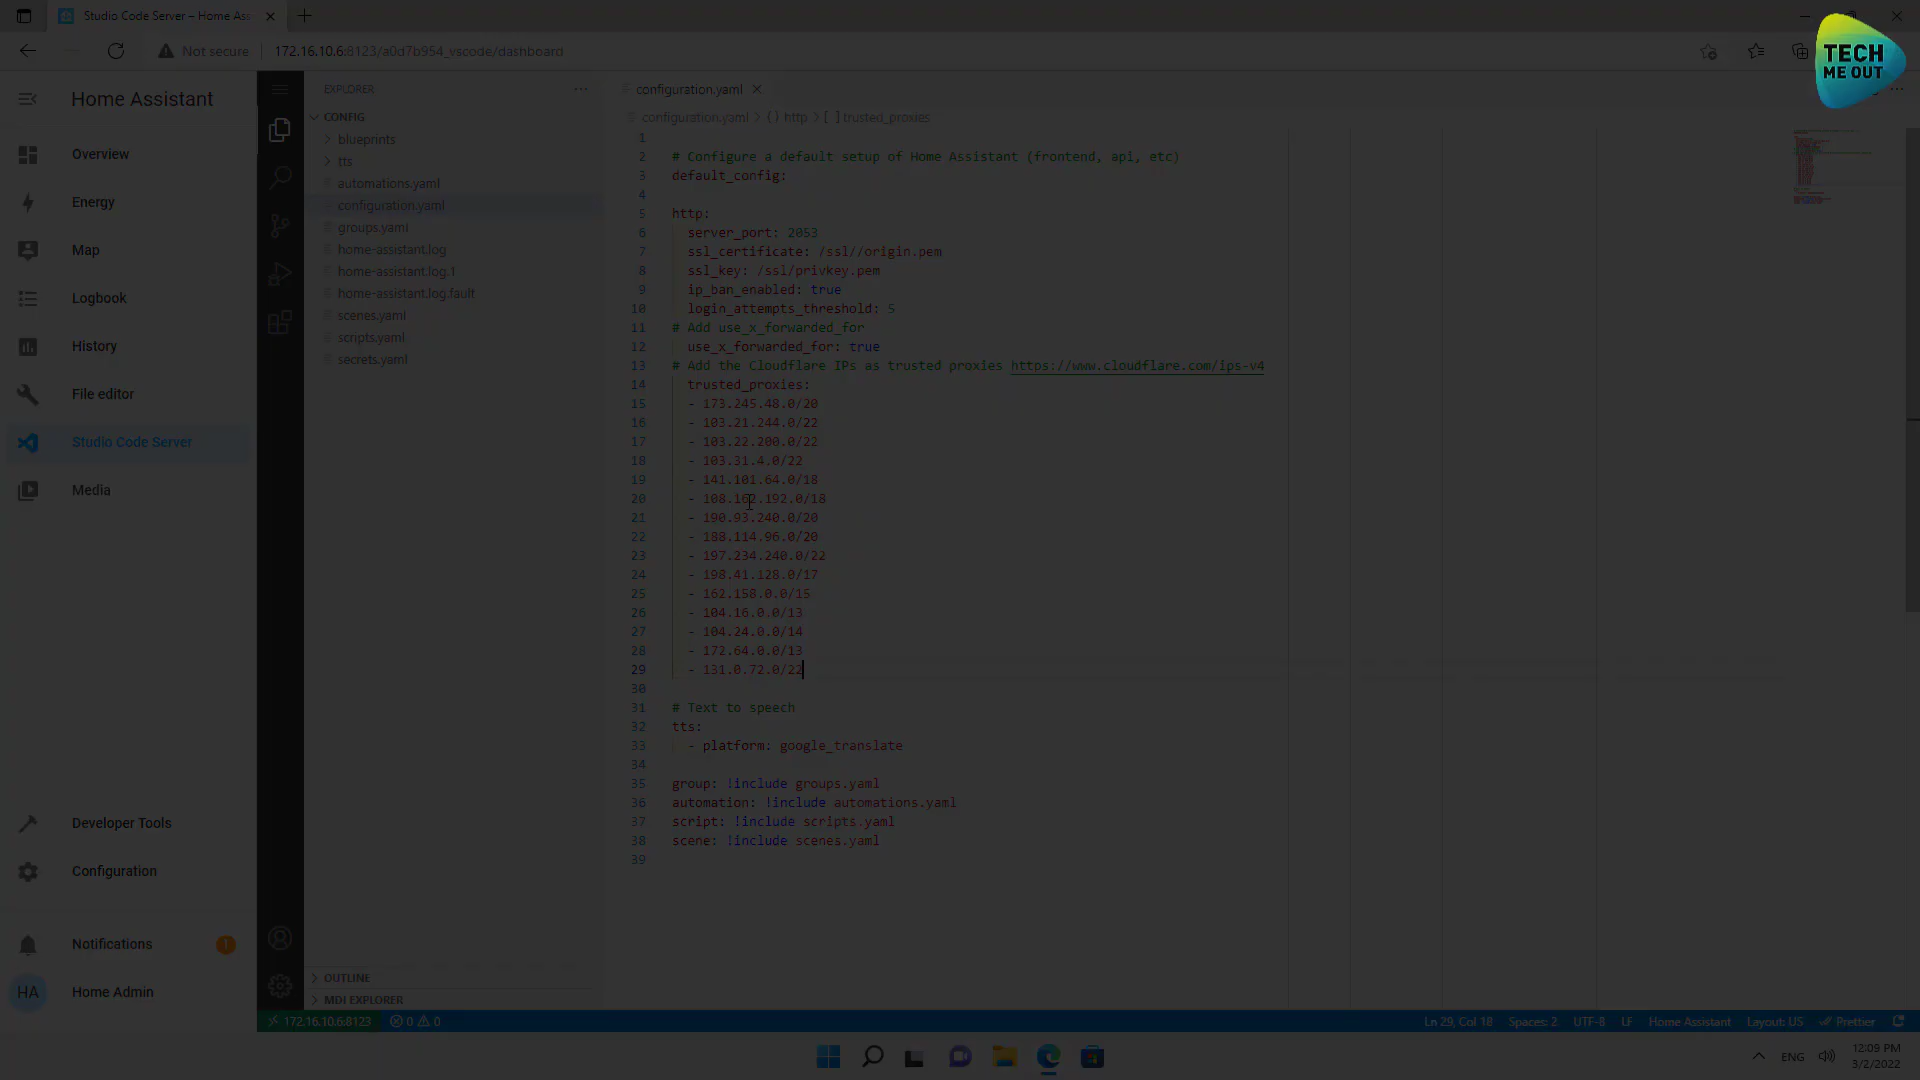 Studio Code Server – Home Ass
Not secure
172.16.10.6:8123/a0d7b954_vscode/dashboard
TECH
ME OUT
Home Assistant
Overview
Energy
Map
Logbook
History
File editor
Studio Code Server
Media
Developer Tools
Configuration
Notifications
HA
Home Admin
EXPLORER
CONFIG
blueprints
tts
automations.yaml
configuration.yaml
groups.yaml
home-assistant.log
home-assistant.log.1
home-assistant.log.fault
scenes.yaml
scripts.yaml
secrets.yaml
OUTLINE
MDI EXPLORER
configuration.yaml
configuration.yaml > {} http > [ ] trusted_proxies
1
2 # Configure a default setup of Home Assistant (frontend, api, etc)
3 default_config:
4
5 http:
6 server_port: 2053
7 ssl_certificate: /ssl//origin.pem
8 ssl_key: /ssl/privkey.pem
9 ip_ban_enabled: true
10 login_attempts_threshold: 5
11 # Add use_x_forwarded_for
12 use_x_forwarded_for: true
13 # Add the Cloudflare IPs as trusted proxies https://www.cloudflare.com/ips-v4
14 trusted_proxies:
15 - 173.245.48.0/20
16 - 103.21.244.0/22
17 - 103.22.200.0/22
18 - 103.31.4.0/22
19 - 141.101.64.0/18
20 - 108.162.192.0/18
21 - 190.93.240.0/20
22 - 188.114.96.0/20
23 - 197.234.240.0/22
24 - 198.41.128.0/17
25 - 162.158.0.0/15
26 - 104.16.0.0/13
27 - 104.24.0.0/14
28 - 172.64.0.0/13
29 - 131.0.72.0/22
30
31 # Text to speech
32 tts:
33 - platform: google_translate
34
35 group: !include groups.yaml
36 automation: !include automations.yaml
37 script: !include scripts.yaml
38 scene: !include scenes.yaml
39
172.16.10.6:8123
0 0
Ln 29, Col 18
Spaces: 2
UTF-8
LF
Home Assistant
Layout: US
Prettier
ENG
12:09 PM
3/2/2022